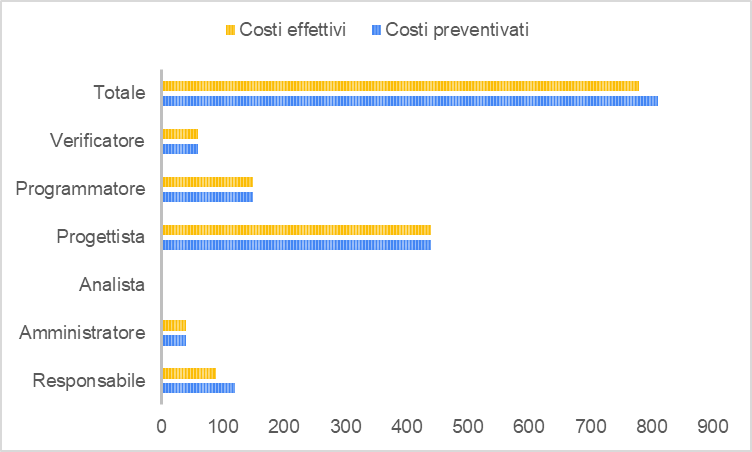 Costi effettivi Costi preventivati
Totale
Verificatore
Programmatore
Progettista
Analista
Amministratore
Responsabile
0 100 200 300 400 500 600 700 800 900